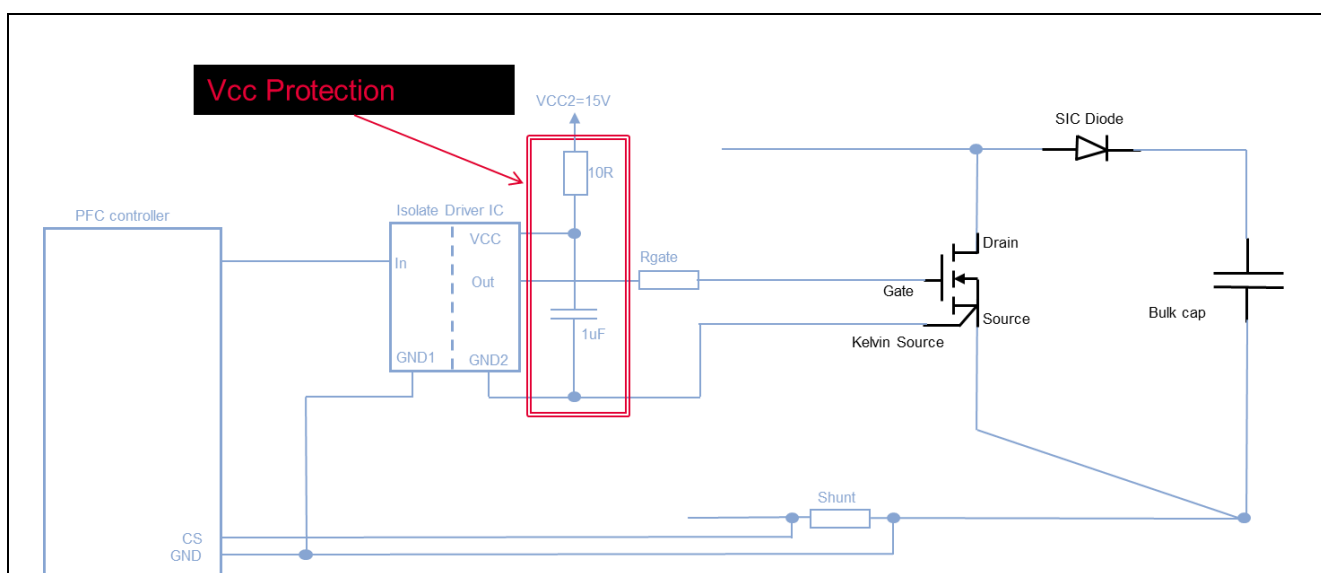 Vcc Protection
VCC2=15V
SIC Diode
10R
PFC controller
Isolate Driver IC
VCC
Rgate
Drain
In
Out
Gate
Source
Bulk cap
1uF
Kelvin Source
GND1
GND2
Shunt
CS
GND